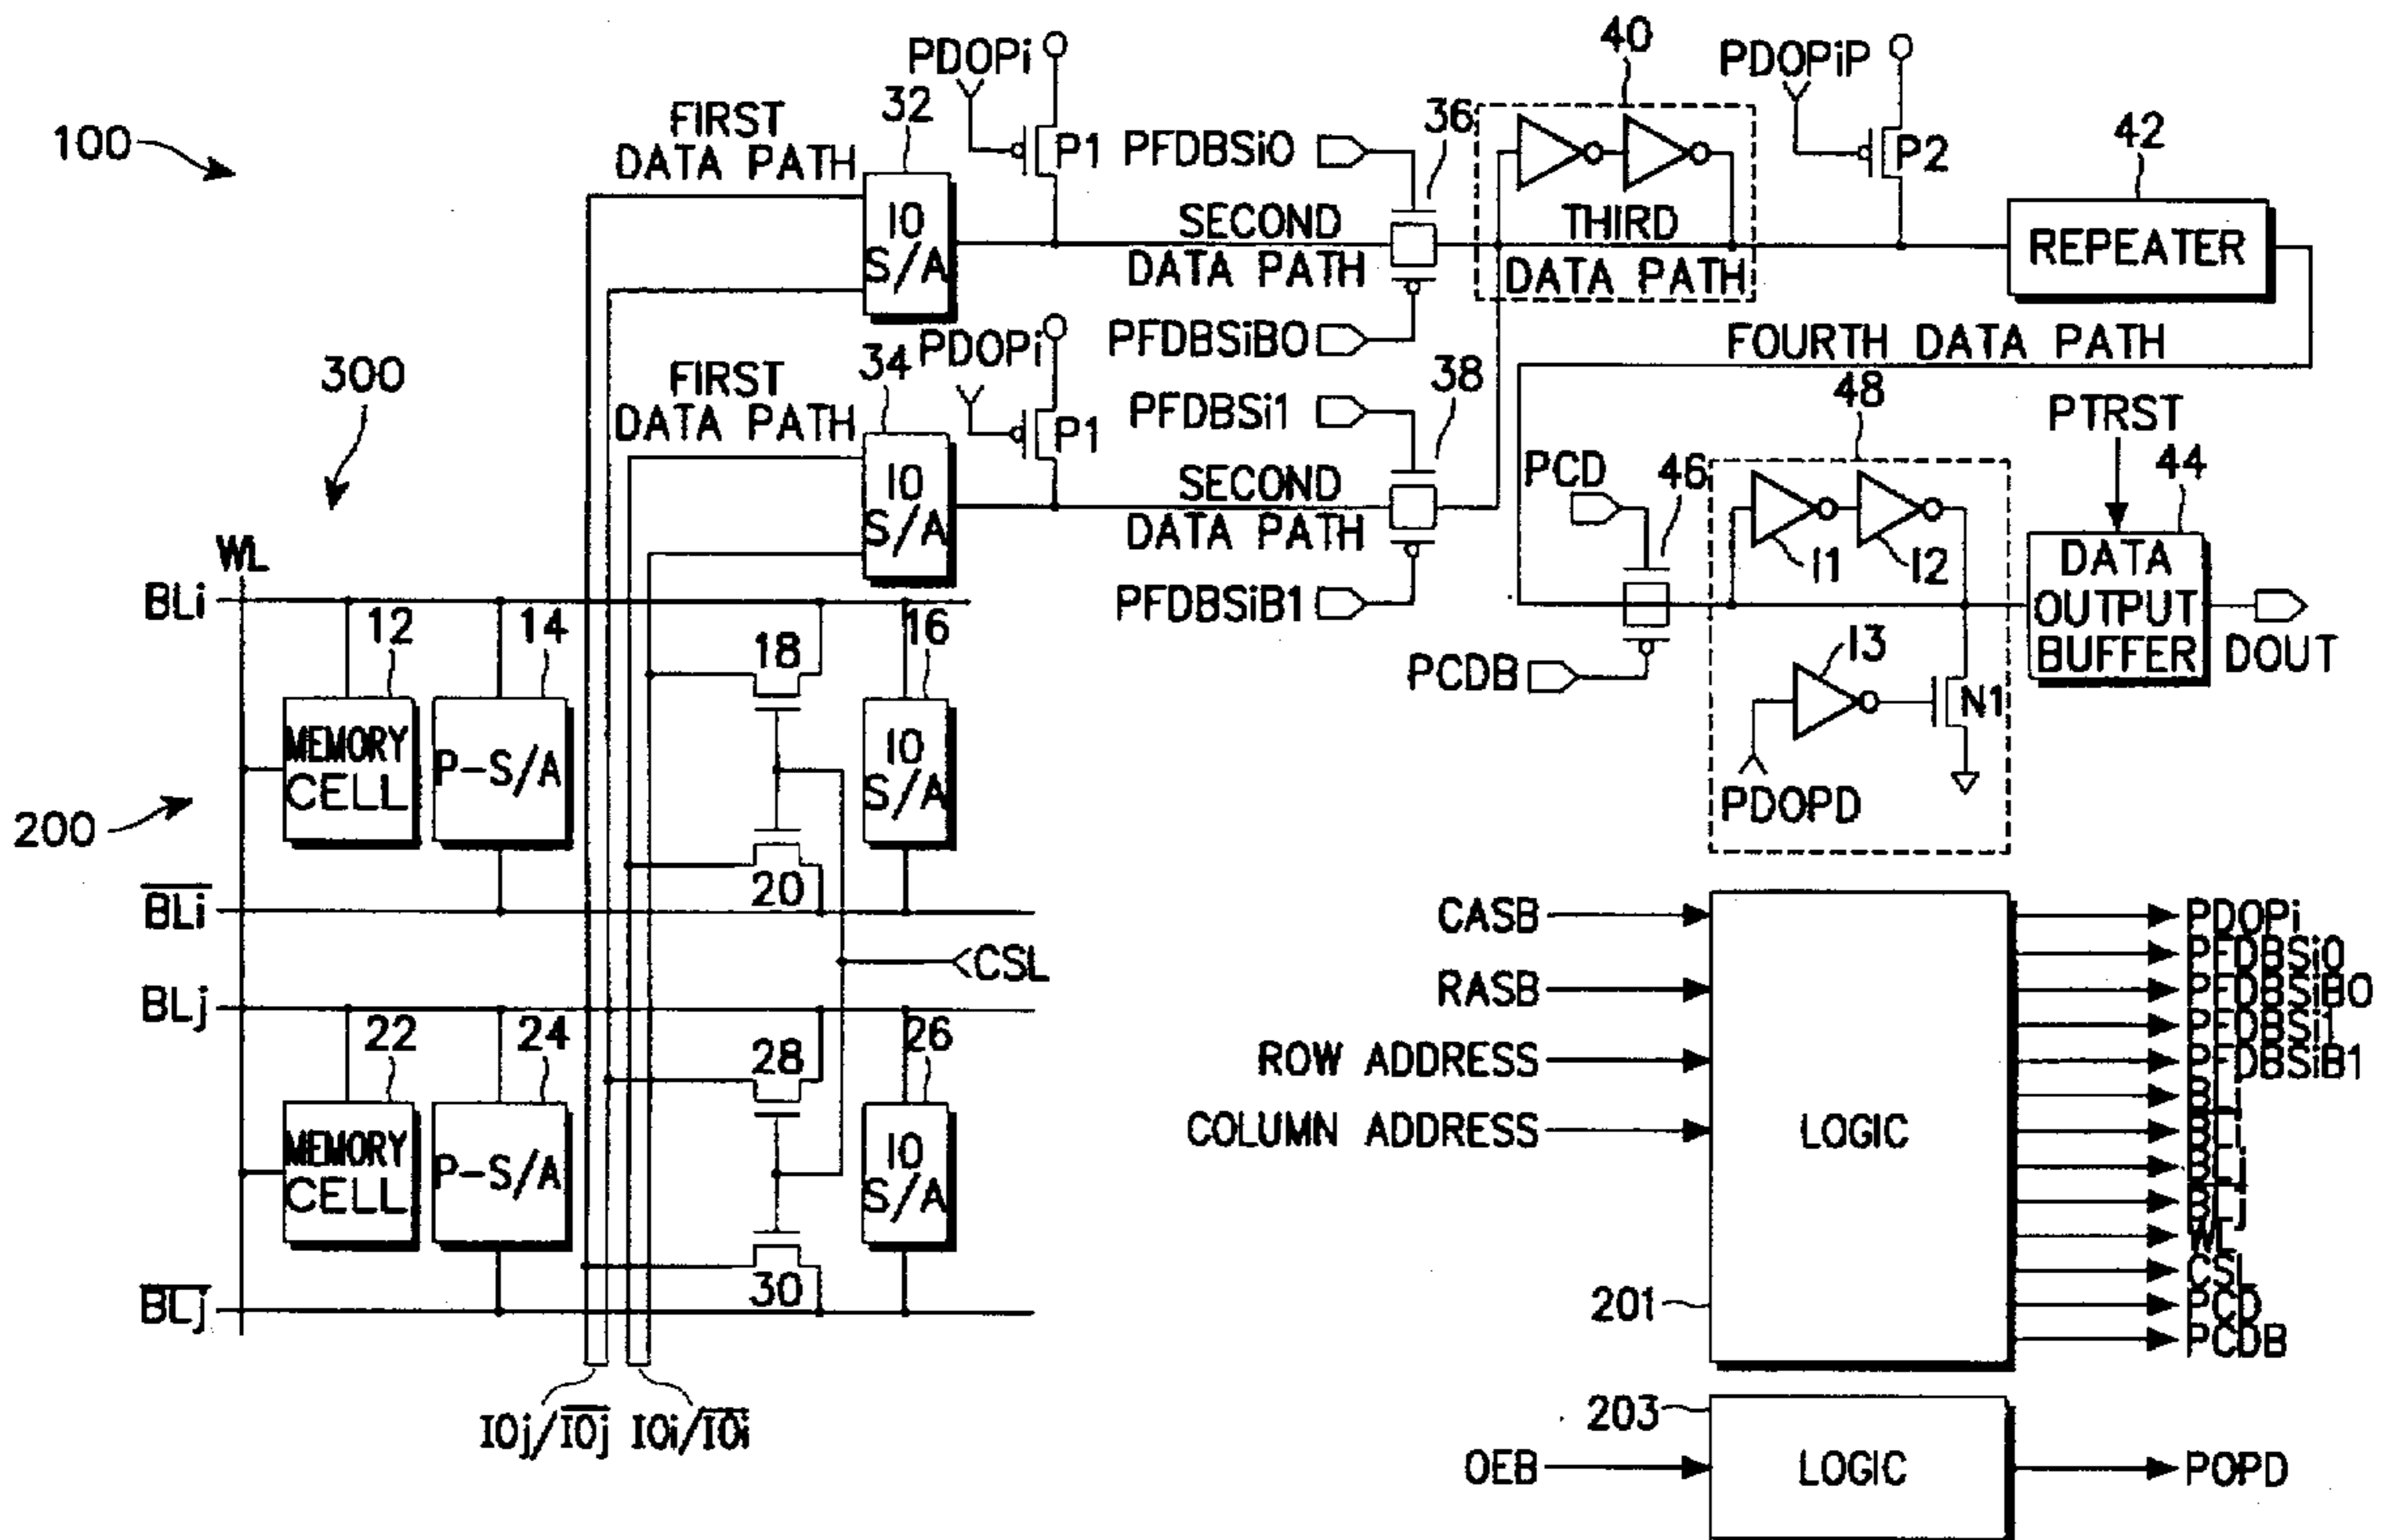 100
FIRST
DATA PATH
32
IO
S/A
PDOPi
P1
PFDBSiO
36
SECOND
DATA PATH
PFDBSiBO
40
THIRD
DATA PATH
PDOPiP
P2
42
REPEATER
FOURTH DATA PATH
300
FIRST
DATA PATH
34
IO
S/A
PDOPi
P1
PFDBSi1
38
SECOND
DATA PATH
PFDBSiB1
PCD
46
PCDB
48
I1
I2
I3
N1
PDOPD
PTRST
44
DATA
OUTPUT
BUFFER
DOUT
WL
BLi
12
14
18
16
MEMORY
CELL
P-S/A
IO
S/A
200
20
B̅L̅i̅
CSL
BLj
22
24
28
26
MEMORY
CELL
P-S/A
IO
S/A
30
B̅L̅j̅
IOj/I̅O̅j̅
IOi/I̅O̅i̅
CASB
RASB
ROW ADDRESS
COLUMN ADDRESS
LOGIC
201
PDOPi
PFDBSiO
PFDBSiBO
PFDBSi1
PFDBSiB1
BLi
B̅L̅i̅
BLj
B̅L̅j̅
WL
CSL
PCD
PCDB
203
OEB
LOGIC
POPD